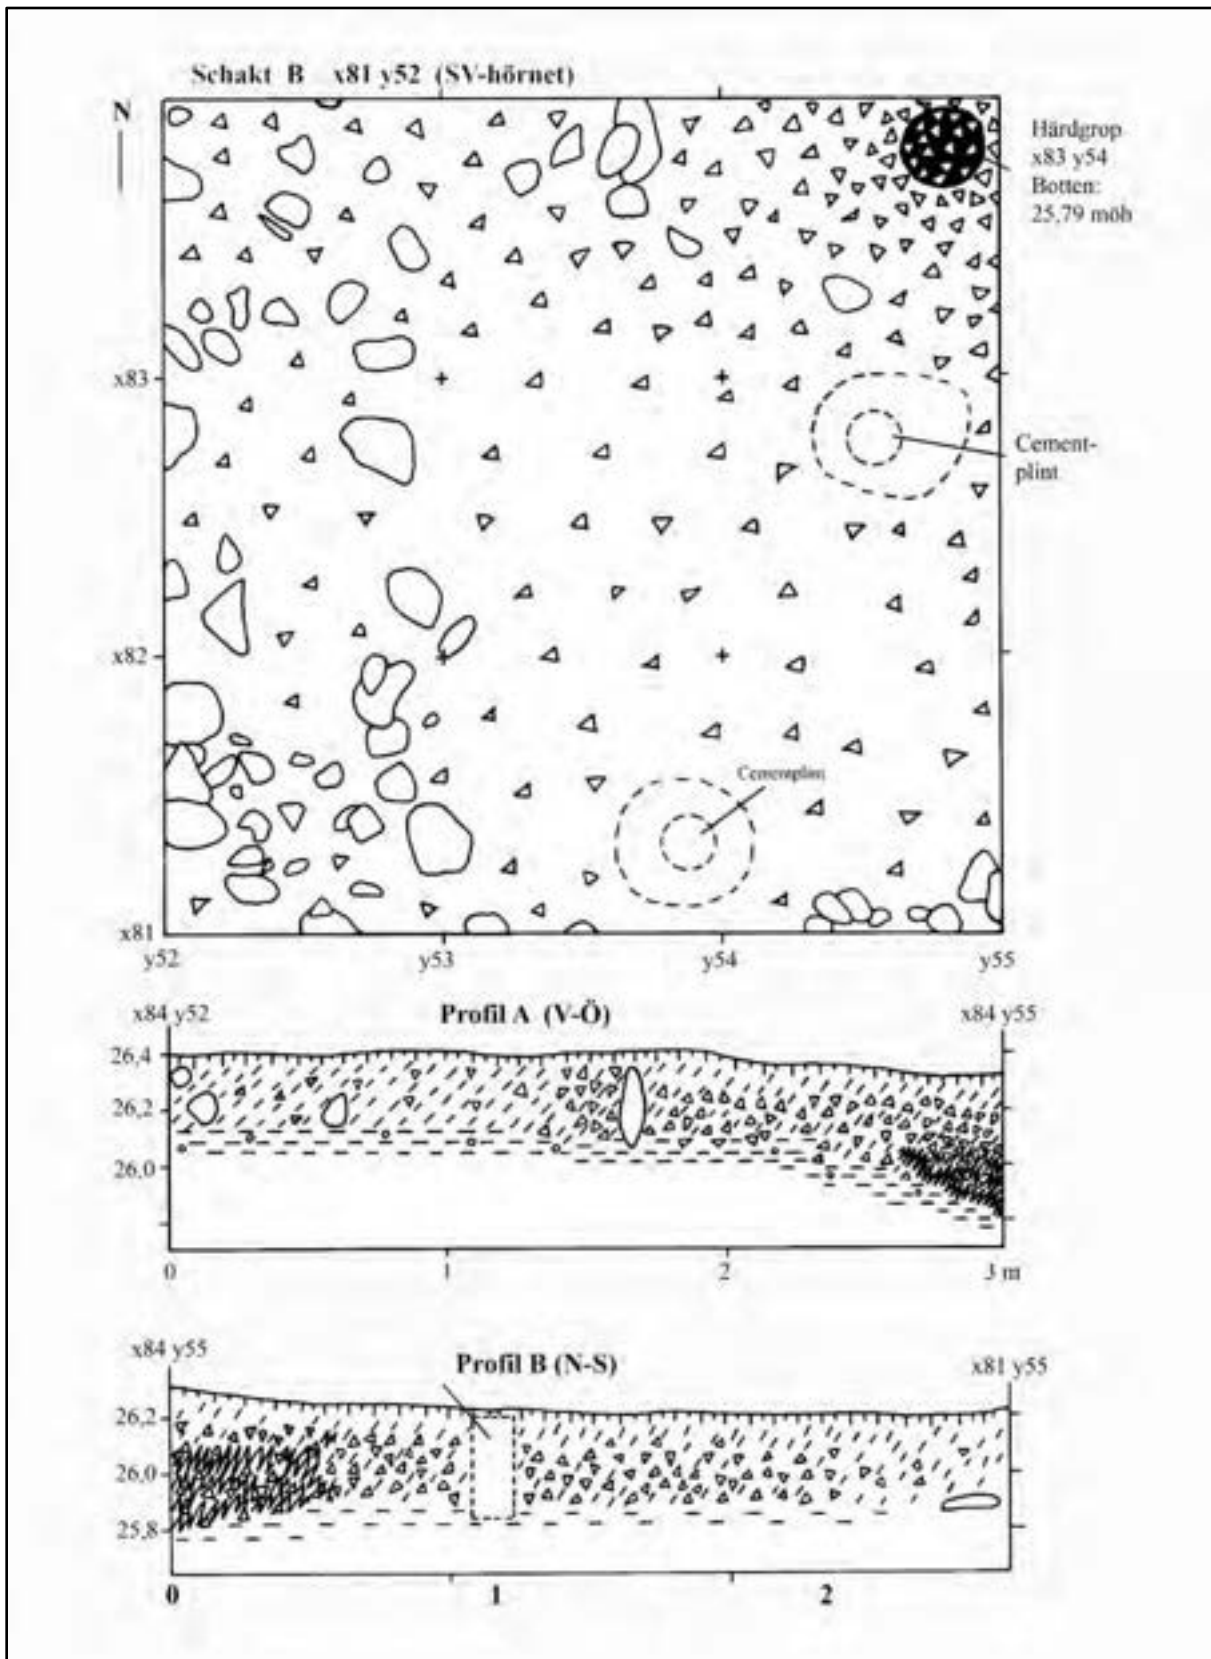 Schakt B x81 y52 (SV-hörnet)
N
Härdgrop
x83 y54
Botten:
25,79 möh
x83
Cement-
plint
x82
Cementplint
x81
y52 y53 y54 y55
x84 y52 Profil A (V-Ö) x84 y55
26,4
26,2
26,0
0 1 2 3 m
x84 y55 Profil B (N-S) x81 y55
26,2
26,0
25,8
0 1 2